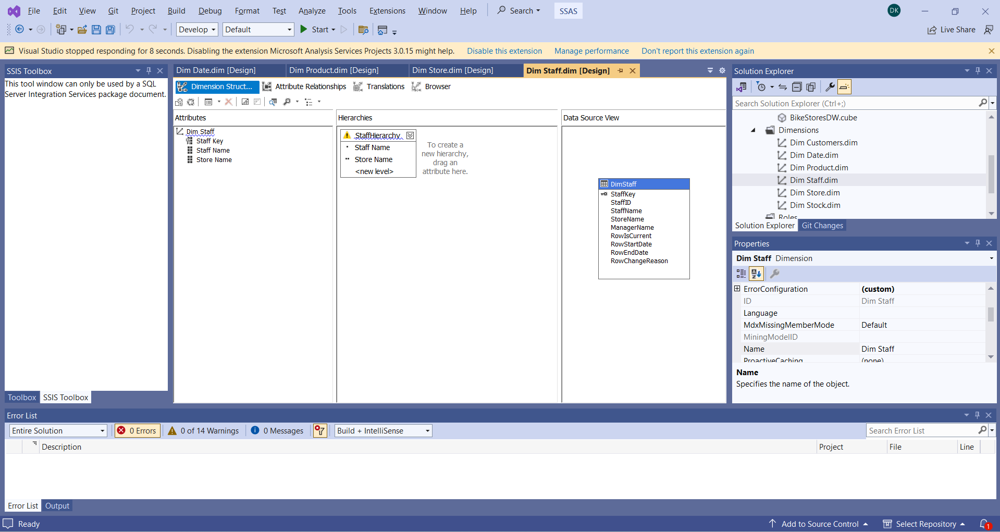 File Edit View Git Project Build Debug Format Test Analyze Tools Extensions Window Help Search SSAS DK
Develop Default Start Live Share
Visual Studio stopped responding for 8 seconds. Disabling the extension Microsoft Analysis Services Projects 3.0.15 might help. Disable this extension Manage performance Don't report this extension again
SSIS Toolbox
This tool window can only be used by a SQL
Server Integration Services package document.
Toolbox SSIS Toolbox
Dim Date.dim [Design] Dim Product.dim [Design] Dim Store.dim [Design] Dim Staff.dim [Design]
Dimension Struct... Attribute Relationships Translations Browser
Attributes
Dim Staff
Staff Key
Staff Name
Store Name
Hierarchies
StaffHierarchy
Staff Name
Store Name
<new level>
To create a
new hierarchy,
drag an
attribute here.
Data Source View
DimStaff
StaffKey
StaffID
StaffName
StoreName
ManagerName
RowIsCurrent
RowStartDate
RowEndDate
RowChangeReason
Solution Explorer
Search Solution Explorer (Ctrl+;)
BikeStoresDW.cube
Dimensions
Dim Customers.dim
Dim Date.dim
Dim Product.dim
Dim Staff.dim
Dim Store.dim
Dim Stock.dim
Roles
Solution Explorer Git Changes
Properties
Dim Staff Dimension
ErrorConfiguration (custom)
ID Dim Staff
Language
MdxMissingMemberMode Default
MiningModelID
Name Dim Staff
ProactiveCaching (none)
Name
Specifies the name of the object.
Error List
Entire Solution 0 Errors 0 of 14 Warnings 0 Messages Build + IntelliSense Search Error List
Description Project File Line
Error List Output
Ready Add to Source Control Select Repository 1